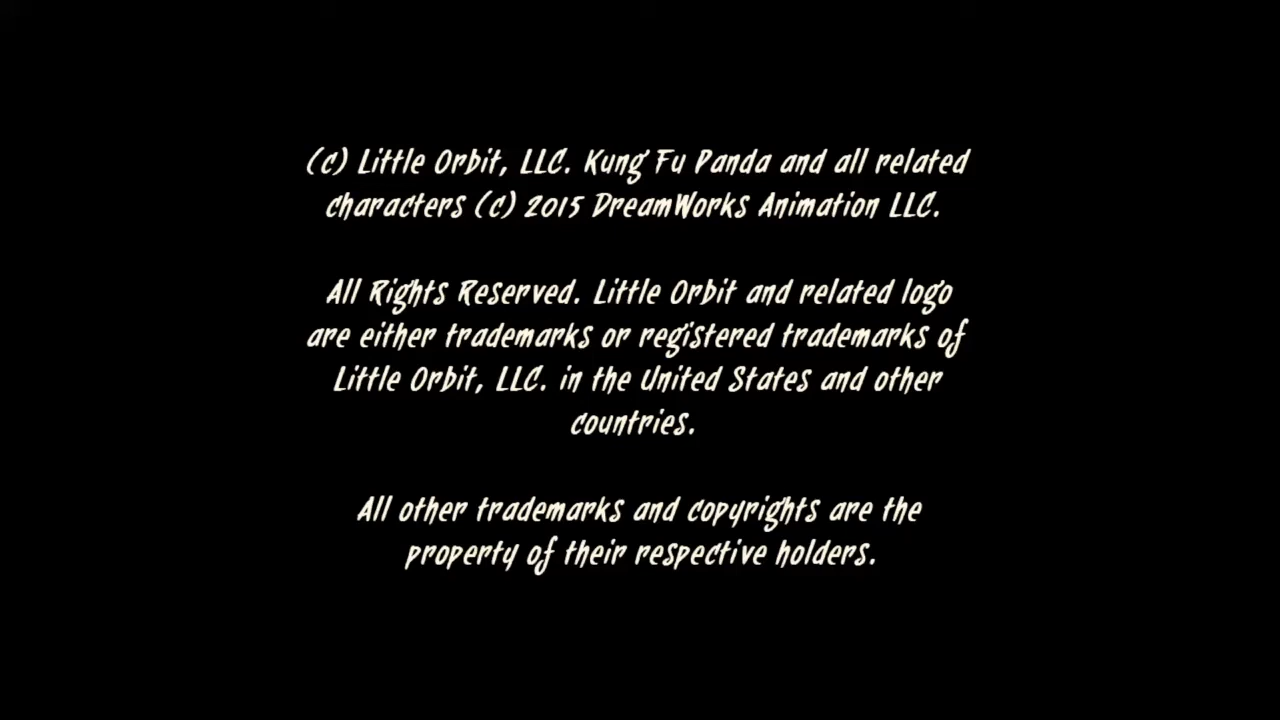 (c) Little Orbit, LLC. Kung Fu Panda and all related
characters (c) 2015 DreamWorks Animation LLC.
All Rights Reserved. Little Orbit and related logo
are either trademarks or registered trademarks of
Little Orbit, LLC. in the United States and other
countries.
All other trademarks and copyrights are the
property of their respective holders.